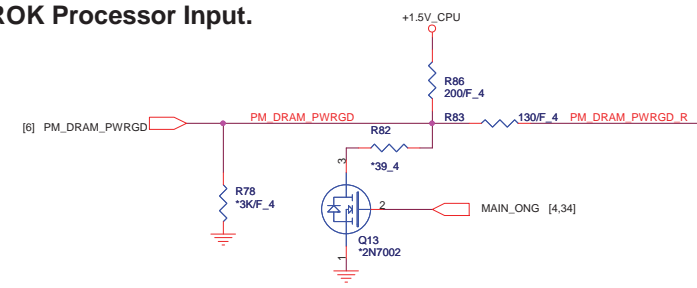 ROK Processor Input.
+1.5V_CPU
R86
200/F_4
[6] PM_DRAM_PWRGD
PM_DRAM_PWRGD
R83
130/F_4
PM_DRAM_PWRGD_R
R82
*39_4
3
R78
*3K/F_4
2
MAIN_ONG [4,34]
Q13
*2N7002
1